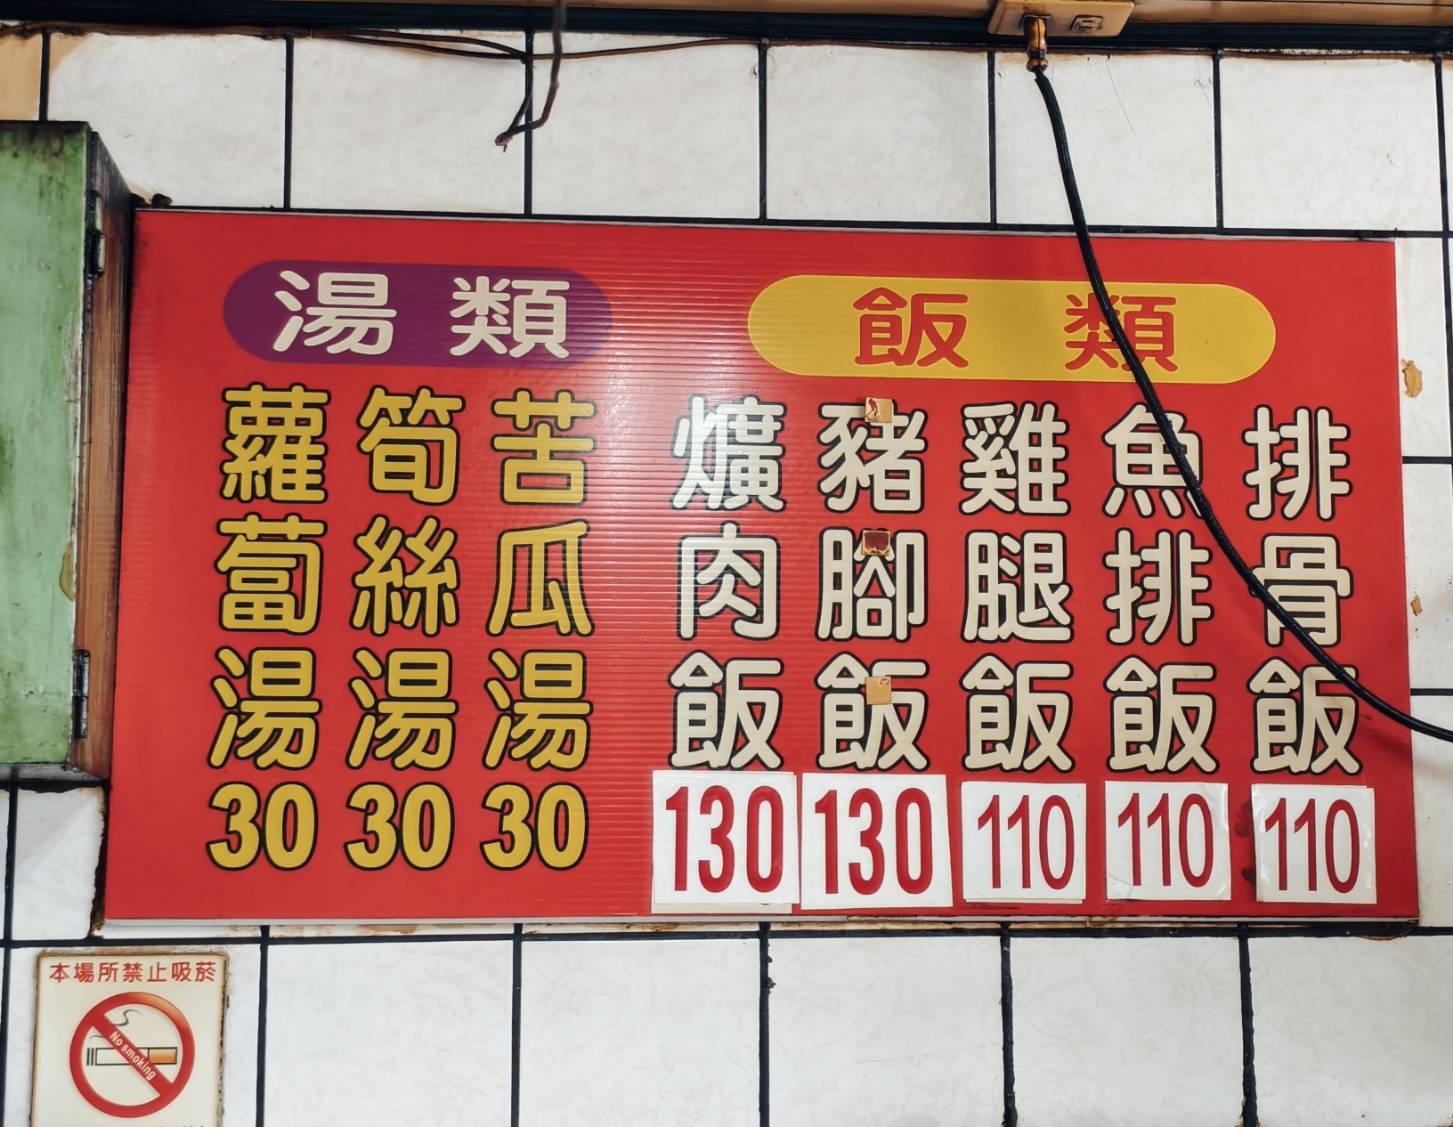 湯類
飯類
排骨飯
110
魚排飯
110
雞腿飯
110
豬腳飯
130
爌肉飯
130
苦瓜湯
30
筍絲湯
30
蘿蔔湯
30
本場所禁止吸菸
No smoking